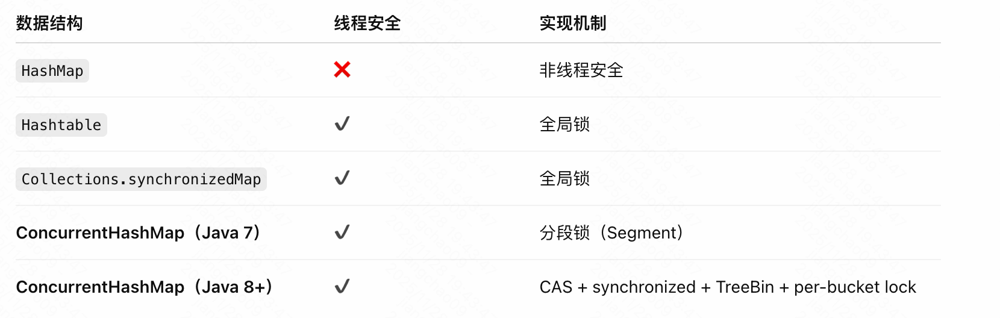 数据结构 线程安全 实现机制
HashMap ❌ 非线程安全
Hashtable ✔ 全局锁
Collections.synchronizedMap ✔ 全局锁
ConcurrentHashMap（Java 7） ✔ 分段锁（Segment）
ConcurrentHashMap（Java 8+） ✔ CAS + synchronized + TreeBin + per-bucket lock